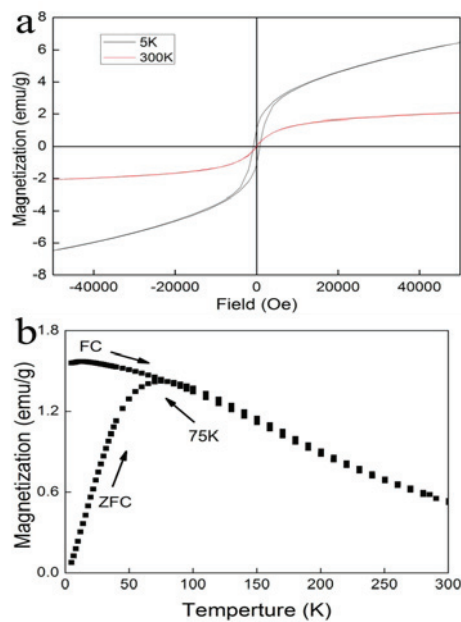 a
5K
300K
8
6
4
2
0
-2
-4
-6
-8
Magnetization (emu/g)
-40000 -20000 0 20000 40000
Field (Oe)
b
1.8
1.2
0.6
0.0
Magnetization (emu/g)
FC
75K
ZFC
0 50 100 150 200 250 300
Temperture (K)